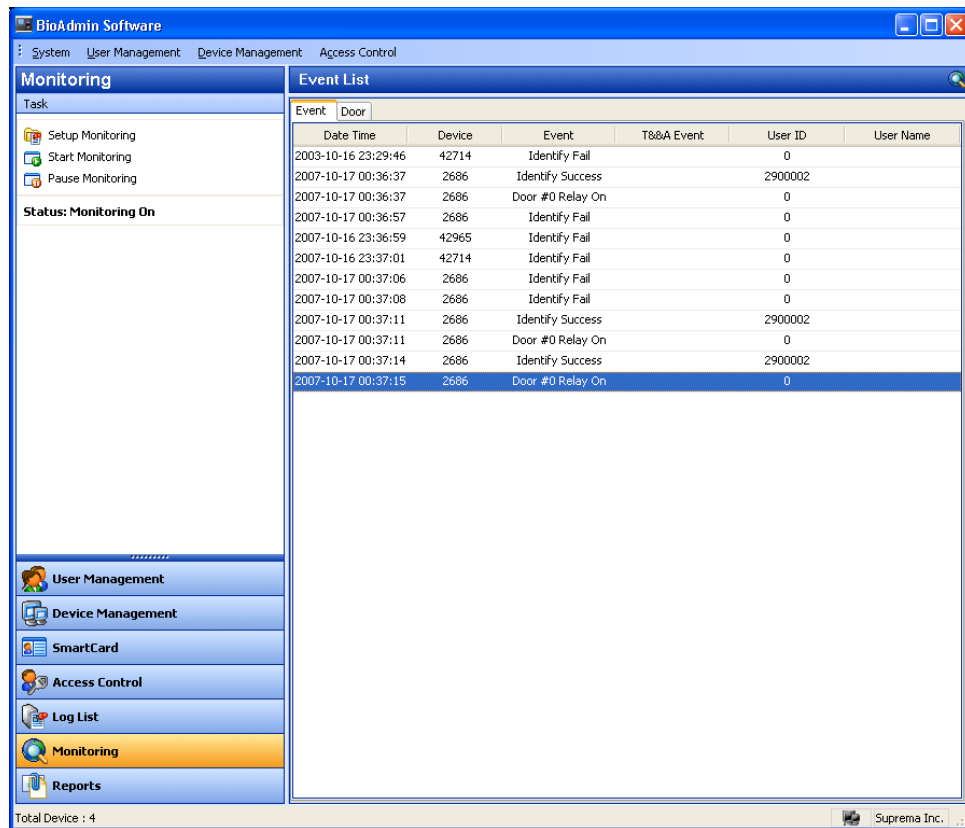 BioAdmin Software
System User Management Device Management Access Control
Monitoring
Task
Setup Monitoring
Start Monitoring
Pause Monitoring
Status: Monitoring On
User Management
Device Management
SmartCard
Access Control
Log List
Monitoring
Reports
Event List
Event Door
Date Time Device Event T&&A Event User ID User Name
2003-10-16 23:29:46 42714 Identify Fail 0
2007-10-17 00:36:37 2686 Identify Success 2900002
2007-10-17 00:36:37 2686 Door #0 Relay On 0
2007-10-17 00:36:57 2686 Identify Fail 0
2007-10-16 23:36:59 42965 Identify Fail 0
2007-10-16 23:37:01 42714 Identify Fail 0
2007-10-17 00:37:06 2686 Identify Fail 0
2007-10-17 00:37:08 2686 Identify Fail 0
2007-10-17 00:37:11 2686 Identify Success 2900002
2007-10-17 00:37:11 2686 Door #0 Relay On 0
2007-10-17 00:37:14 2686 Identify Success 2900002
2007-10-17 00:37:15 2686 Door #0 Relay On 0
Total Device : 4
Suprema Inc.